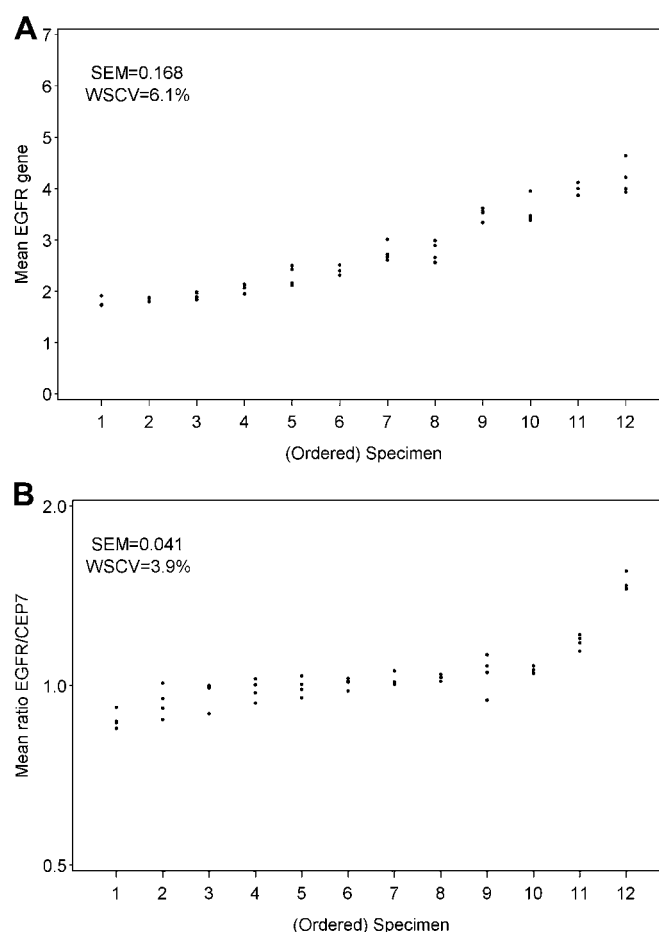 A
7
6
5
4
3
2
1
0
Mean EGFR gene
SEM=0.168
WSCV=6.1%
1 2 3 4 5 6 7 8 9 10 11 12
(Ordered) Specimen
B
2.0
1.0
0.5
Mean ratio EGFR/CEP7
SEM=0.041
WSCV=3.9%
1 2 3 4 5 6 7 8 9 10 11 12
(Ordered) Specimen